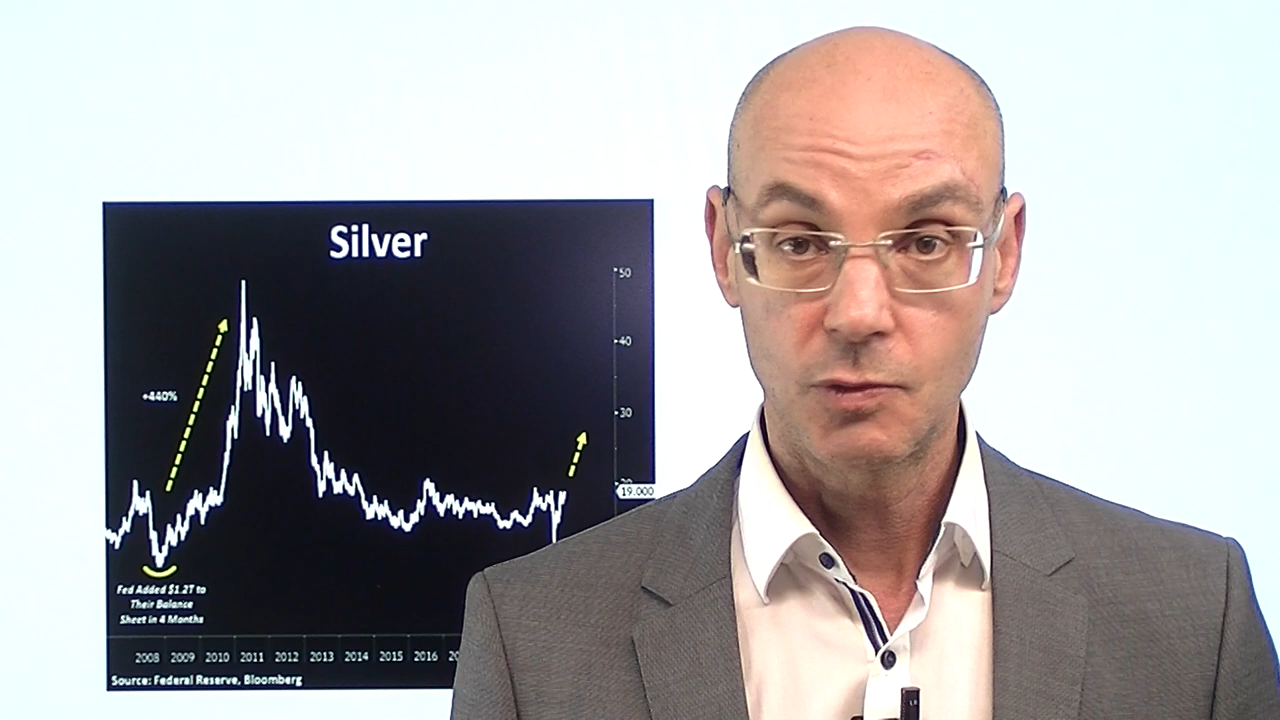 Silver
50
40
+440%
30
19.000
Fed Added $1.2T to
Their Balance
Sheet in 4 Months
2008 2009 2010 2011 2012 2013 2014 2015 2016
Source: Federal Reserve, Bloomberg